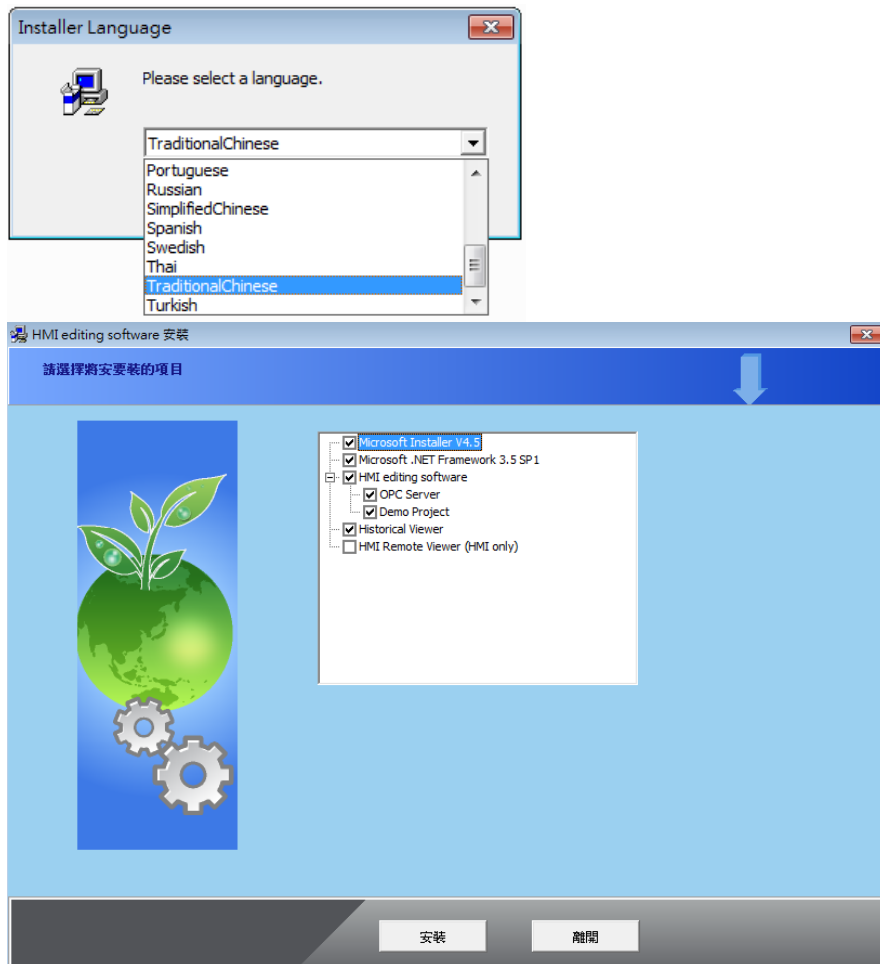 Installer Language
Please select a language.
TraditionalChinese
Portuguese
Russian
SimplifiedChinese
Spanish
Swedish
Thai
TraditionalChinese
Turkish
HMI editing software 安裝
請選擇將安要裝的項目
Microsoft Installer V4.5
Microsoft .NET Framework 3.5 SP1
HMI editing software
OPC Server
Demo Project
Historical Viewer
HMI Remote Viewer (HMI only)
安裝 離開